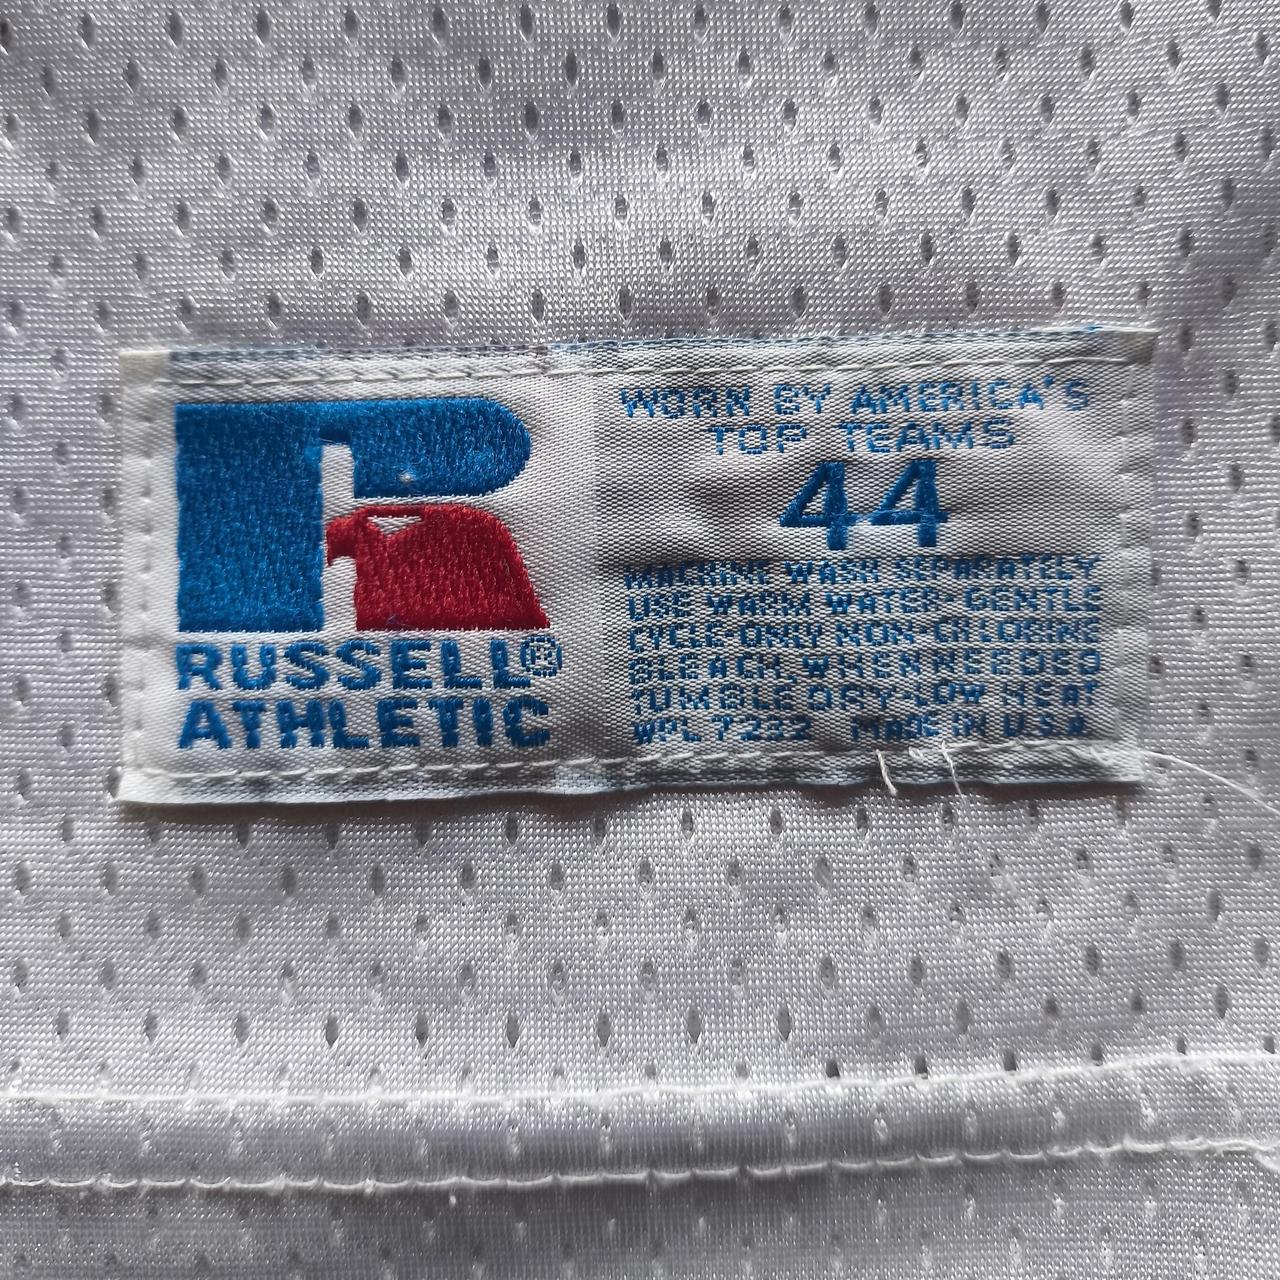 RUSSELL®
ATHLETIC
WORN BY AMERICA'S
TOP TEAMS
44
MACHINE WASH SEPARATELY
USE WARM WATER-GENTLE
CYCLE-ONLY NON-CHLORINE
BLEACH, WHEN NEEDED
TUMBLE DRY-LOW HEAT
WPL 7232 MADE IN U.S.A.